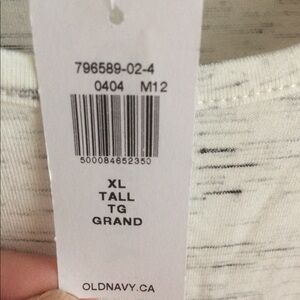 796589-02-4
0404 M12
500084652350
XL
TALL
TG
GRAND
OLDNAVY.CA